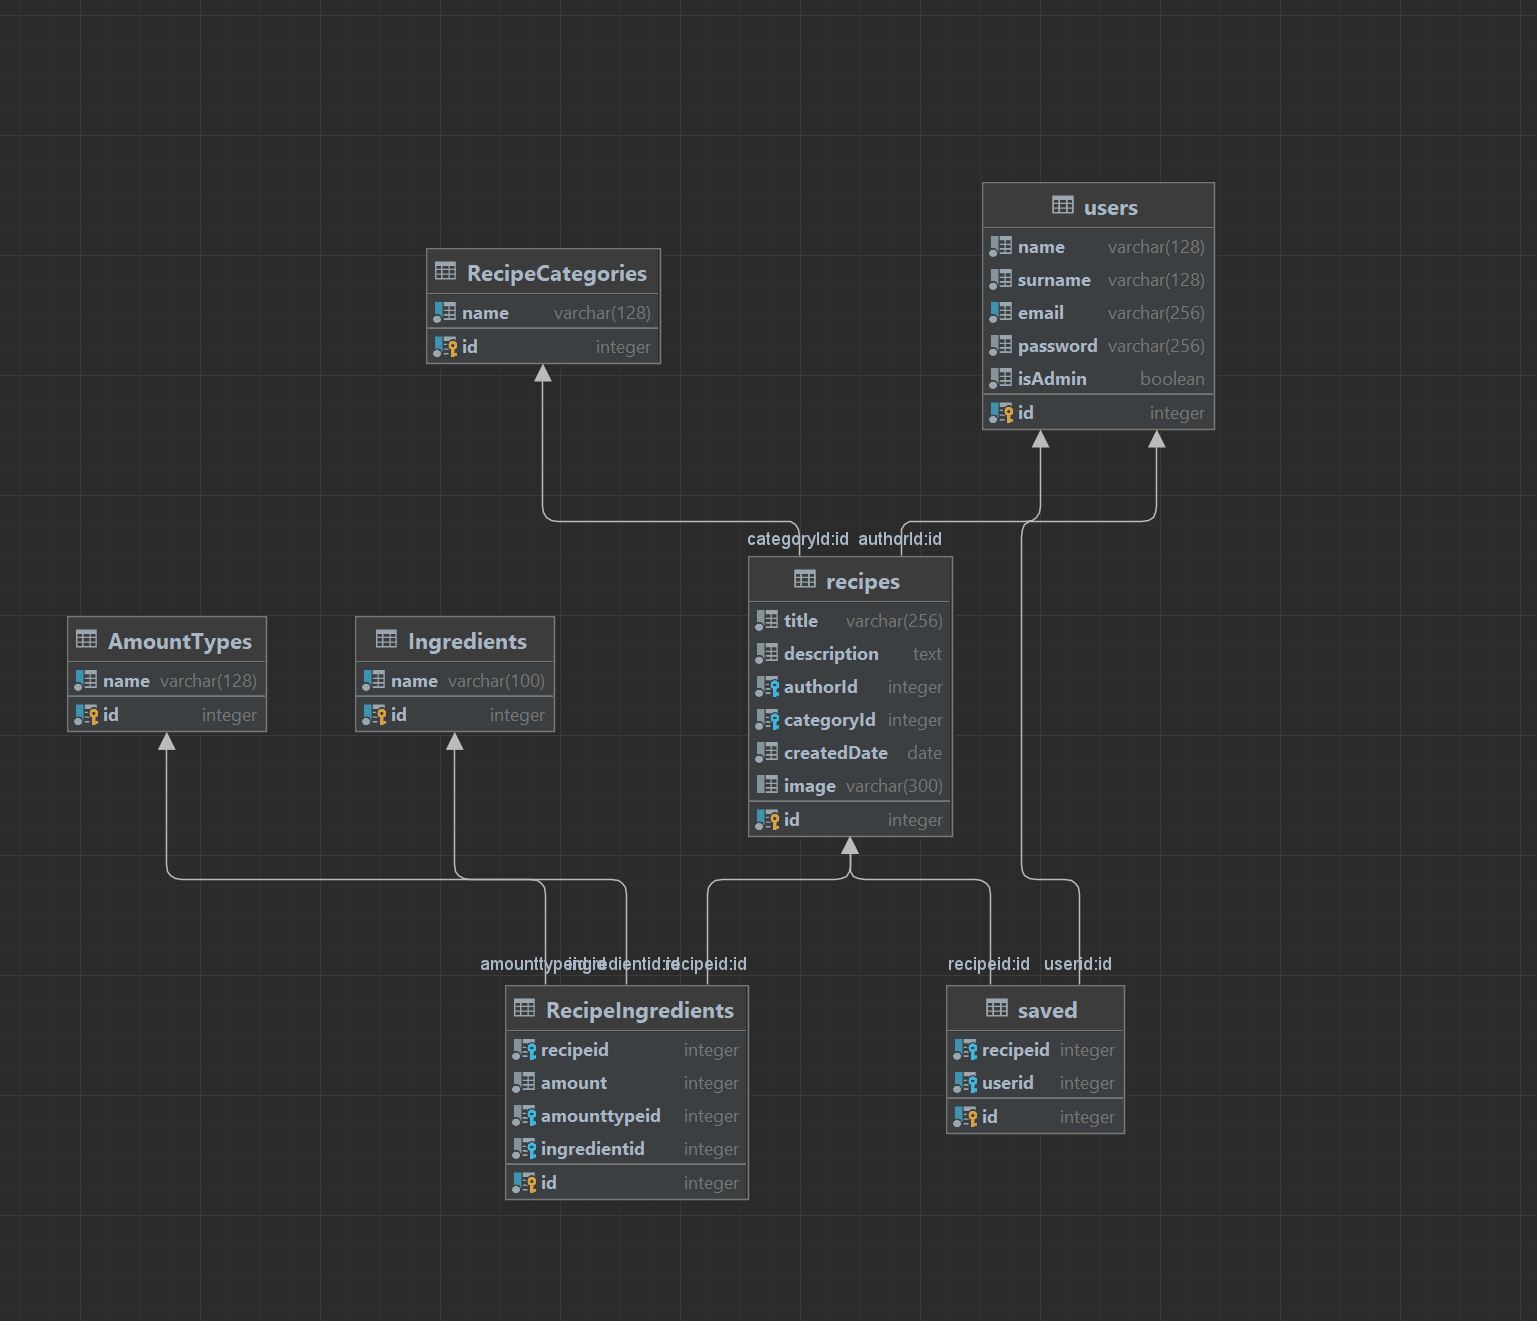 users
name varchar(128)
surname varchar(128)
email varchar(256)
password varchar(256)
isAdmin boolean
id integer
RecipeCategories
name varchar(128)
id integer
categoryId:id authorId:id
recipes
title varchar(256)
description text
authorId integer
categoryId integer
createdDate date
image varchar(300)
id integer
AmountTypes
name varchar(128)
id integer
Ingredients
name varchar(100)
id integer
amounttypeid:id ingredientid:id recipeid:id
RecipeIngredients
recipeid integer
amount integer
amounttypeid integer
ingredientid integer
id integer
recipeid:id userid:id
saved
recipeid integer
userid integer
id integer